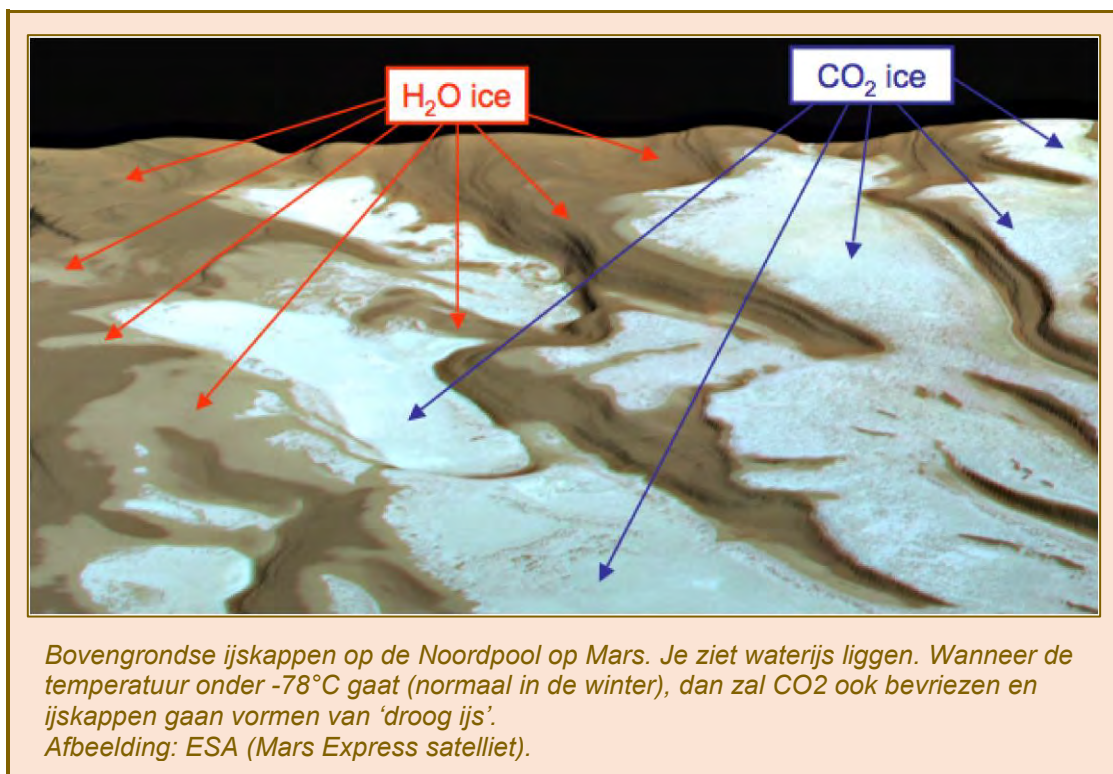 H₂O ice
CO₂ ice
Bovengrondse ijskappen op de Noordpool op Mars. Je ziet waterijs liggen. Wanneer de
temperatuur onder -78°C gaat (normaal in de winter), dan zal CO2 ook bevriezen en
ijskappen gaan vormen van ‘droog ijs’.
Afbeelding: ESA (Mars Express satelliet).